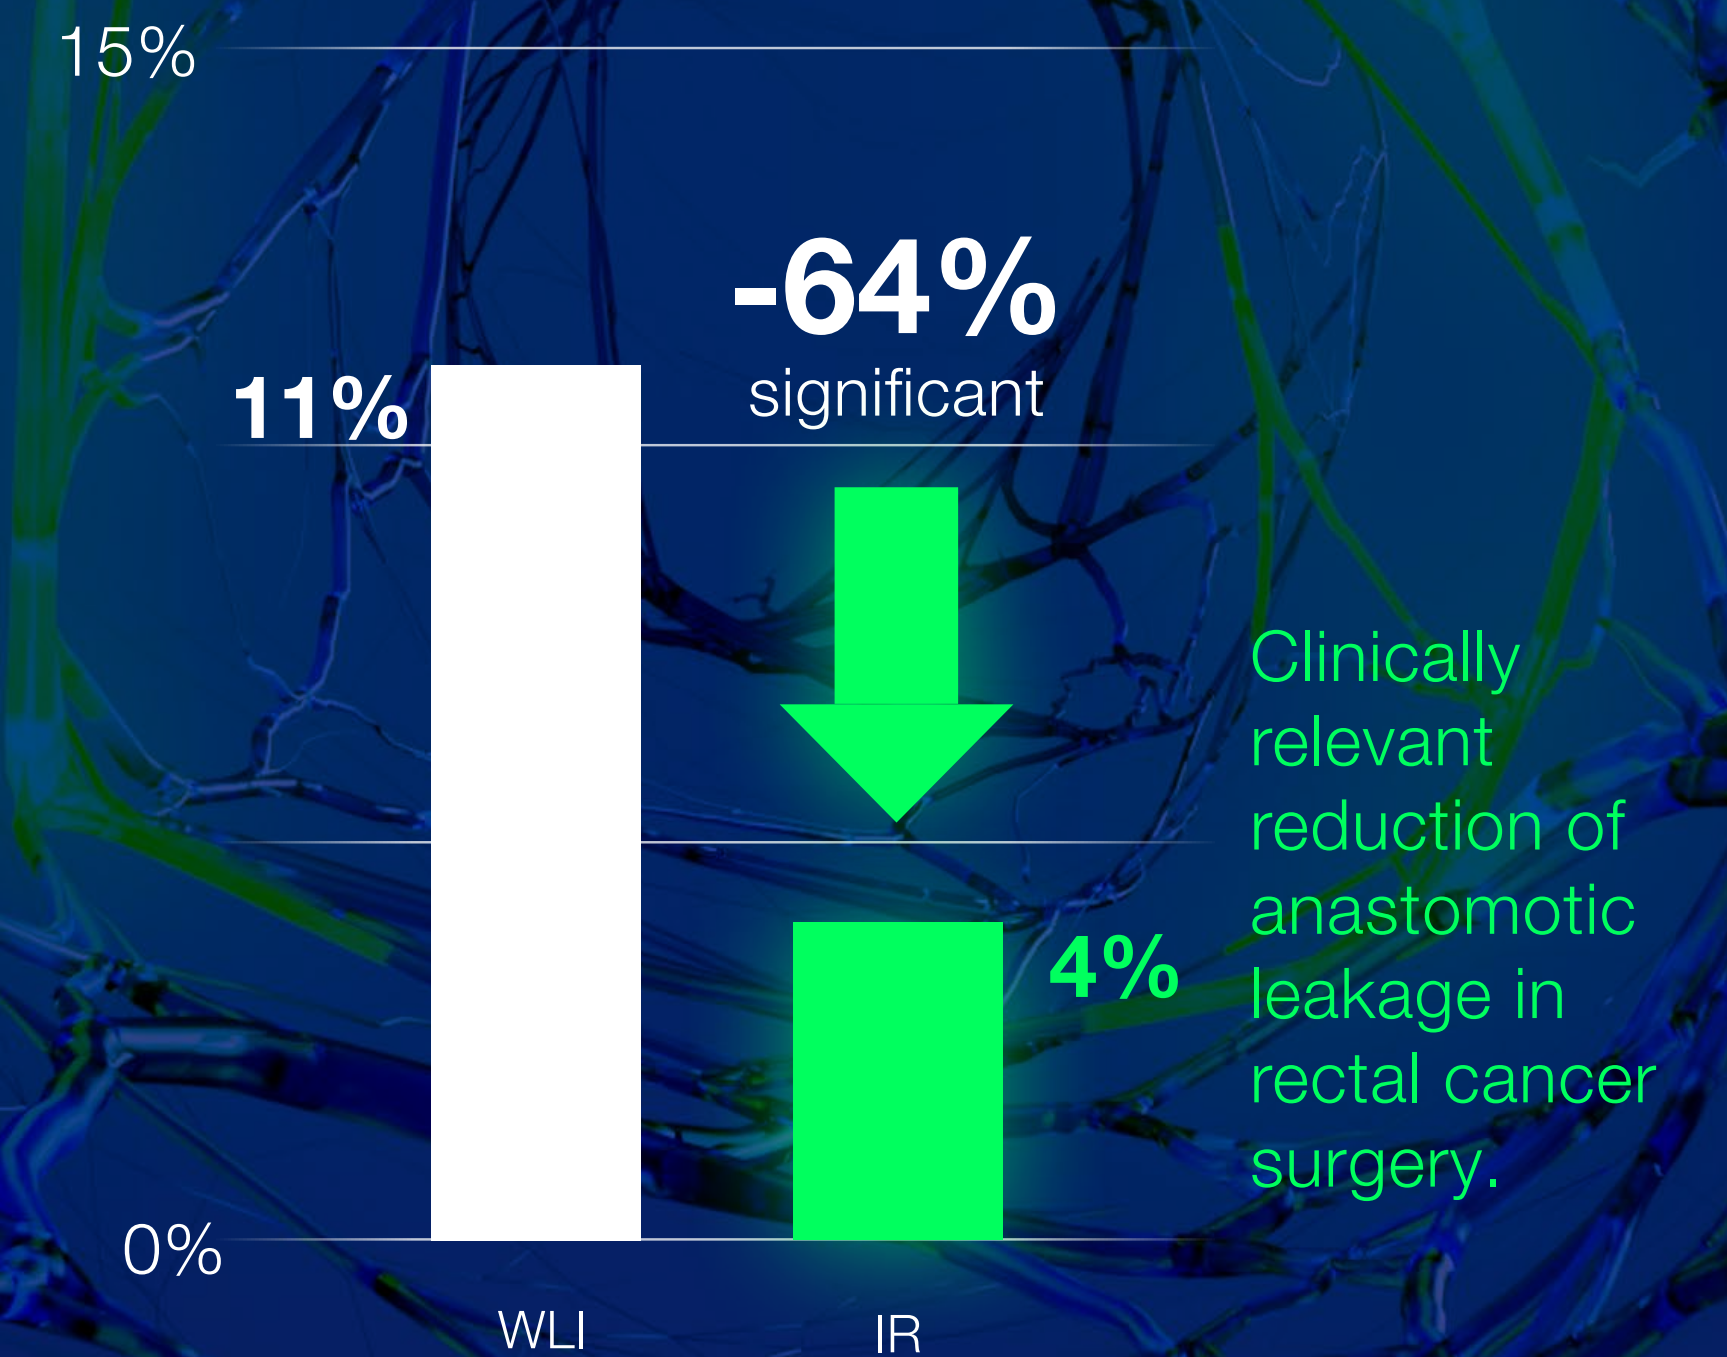 15%
-64%
significant
11%
4%
Clinically
relevant
reduction of
anastomotic
leakage in
rectal cancer
surgery.
0%
WLI
IR